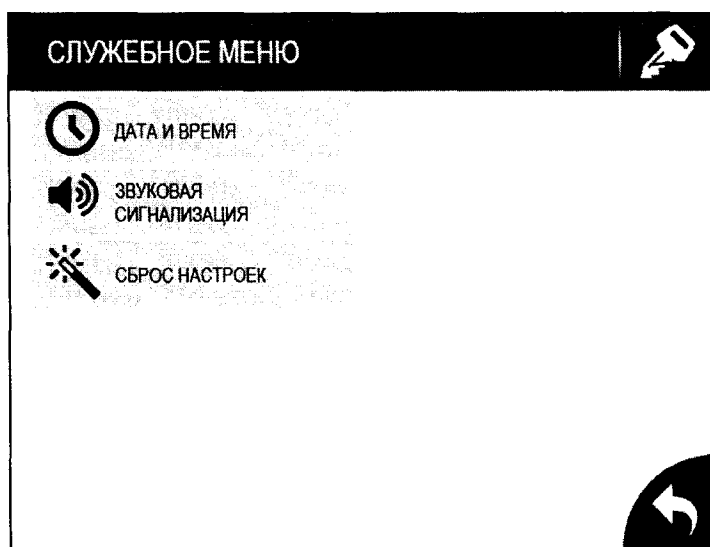 СЛУЖЕБНОЕ МЕНЮ
ДАТА И ВРЕМЯ
ЗВУКОВАЯ
СИГНАЛИЗАЦИЯ
СБРОС НАСТРОЕК